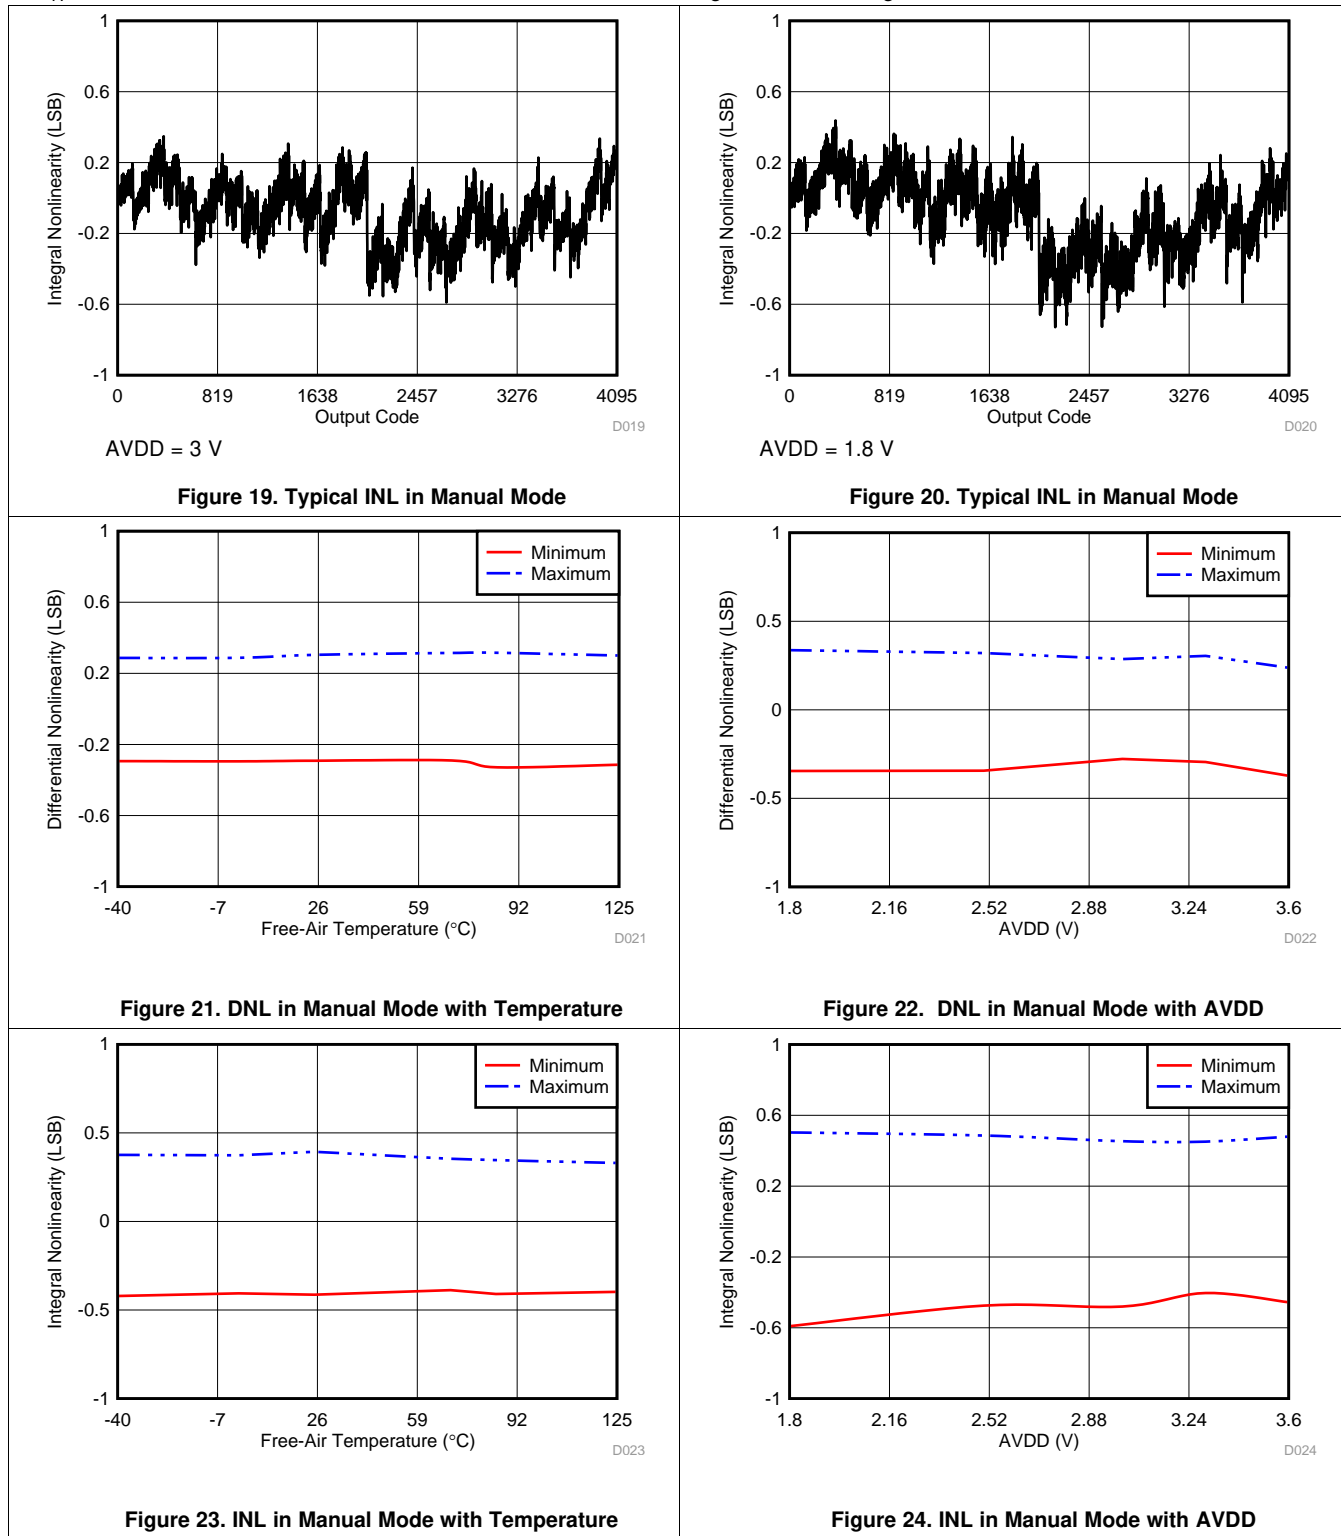 1
0.6
0.2
-0.2
-0.6
-1
0 819 1638 2457 3276 4095
Integral Nonlinearity (LSB)
Output Code
D019
AVDD = 3 V
Figure 19. Typical INL in Manual Mode
1
0.6
0.2
-0.2
-0.6
-1
0 819 1638 2457 3276 4095
Integral Nonlinearity (LSB)
Output Code
D020
AVDD = 1.8 V
Figure 20. Typical INL in Manual Mode
1
0.6
0.2
-0.2
-0.6
-1
-40 -7 26 59 92 125
Differential Nonlinearity (LSB)
Free-Air Temperature (°C)
Minimum
Maximum
D021
Figure 21. DNL in Manual Mode with Temperature
1
0.5
0
-0.5
-1
1.8 2.16 2.52 2.88 3.24 3.6
Differential Nonlinearity (LSB)
AVDD (V)
Minimum
Maximum
D022
Figure 22. DNL in Manual Mode with AVDD
1
0.5
0
-0.5
-1
-40 -7 26 59 92 125
Integral Nonlinearity (LSB)
Free-Air Temperature (°C)
Minimum
Maximum
D023
Figure 23. INL in Manual Mode with Temperature
1
0.6
0.2
-0.2
-0.6
-1
1.8 2.16 2.52 2.88 3.24 3.6
Integral Nonlinearity (LSB)
AVDD (V)
Minimum
Maximum
D024
Figure 24. INL in Manual Mode with AVDD